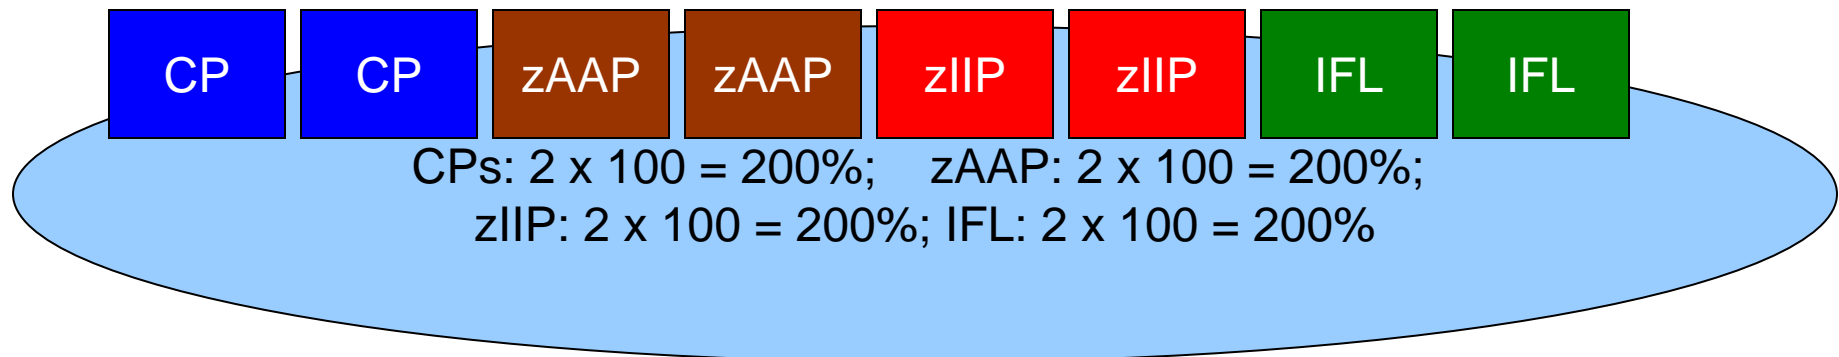 CP CP zAAP zAAP zIIP zIIP IFL IFL
CPs: 2 x 100 = 200%; zAAP: 2 x 100 = 200%;
zIIP: 2 x 100 = 200%; IFL: 2 x 100 = 200%